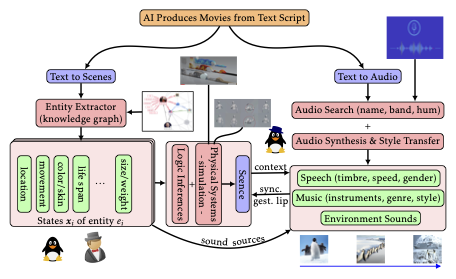 AI Produces Movies from Text Script
Text to Scenes
Text to Audio
Entity Extractor
(knowledge graph)
Audio Search (name, band, hum)
+
Audio Synthesis & Style Transfer
location
movement
color/skin
life span
...
size/weight
States xᵢ of entity eᵢ
Logic Inferences
+
Physical Systems
- simulation -
Scence
context
sync.
gest. lip
sound sources
Speech (timbre, speed, gender)
Music (instruments, genre, style)
Environment Sounds